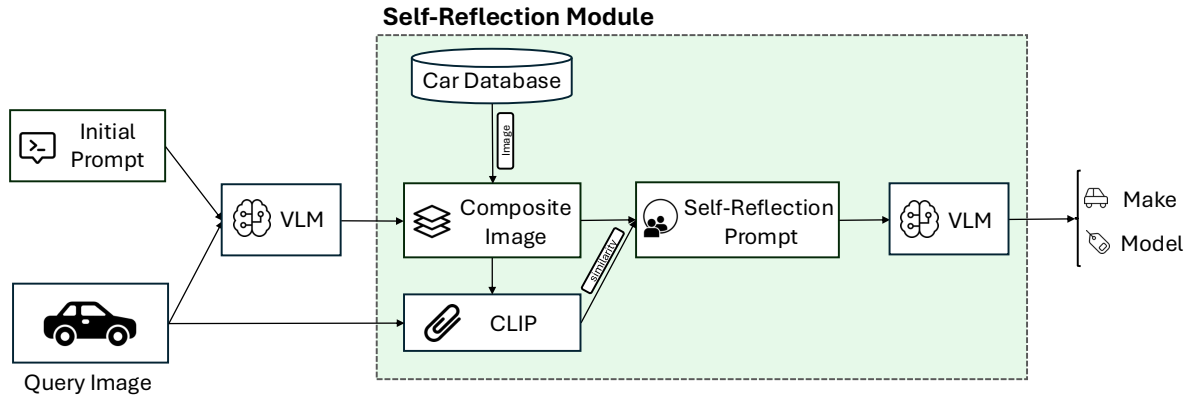 Self-Reflection Module
Car Database
Image
Initial
Prompt
VLM
Composite
Image
Self-Reflection
Prompt
VLM
Make
Model
similarity
CLIP
Query Image